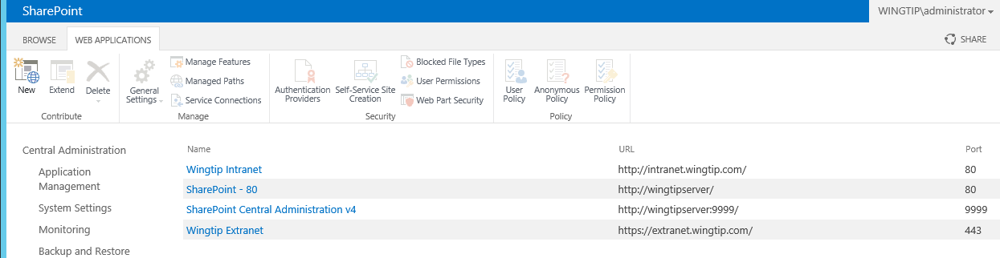 SharePoint WINGTIP\administrator
BROWSE WEB APPLICATIONS SHARE
New Extend Delete General Settings Manage Features Managed Paths Service Connections Authentication Providers Self-Service Site Creation Blocked File Types User Permissions Web Part Security User Policy Anonymous Policy Permission Policy
Contribute Manage Security Policy
Central Administration
Application Management
System Settings
Monitoring
Backup and Restore
Name URL Port
Wingtip Intranet http://intranet.wingtip.com/ 80
SharePoint - 80 http://wingtipserver/ 80
SharePoint Central Administration v4 http://wingtipserver:9999/ 9999
Wingtip Extranet https://extranet.wingtip.com/ 443